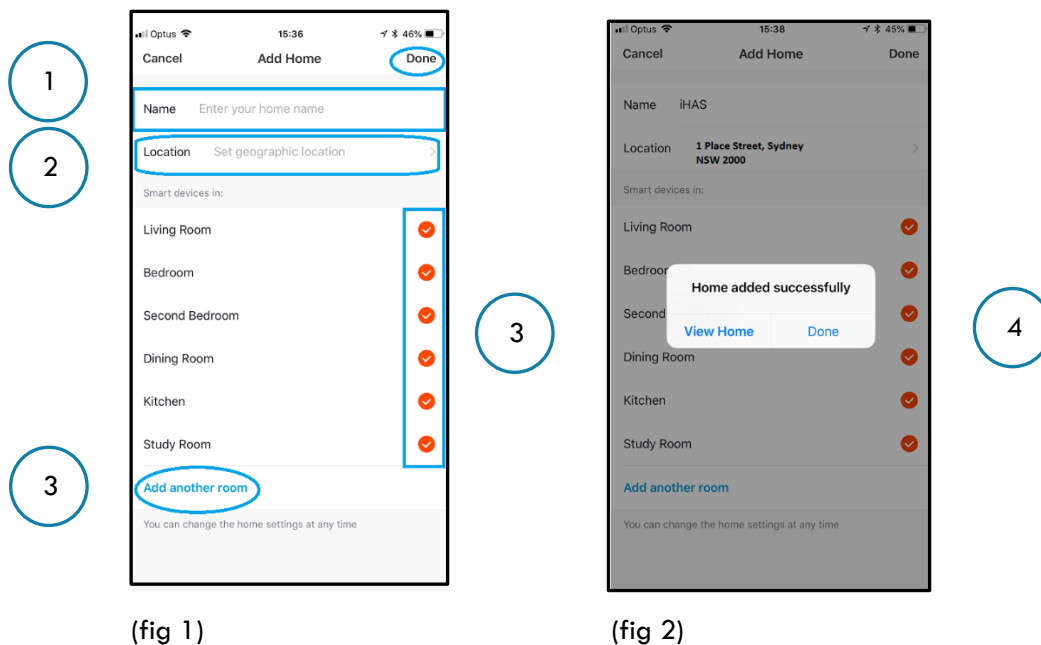 Optus 15:36 46%
Cancel Add Home Done
1
Name Enter your home name
2
Location Set geographic location
Smart devices in:
Living Room
Bedroom
Second Bedroom
3
Dining Room
Kitchen
Study Room
3
Add another room
You can change the home settings at any time
(fig 1)
Optus 15:38 45%
Cancel Add Home Done
Name iHAS
Location 1 Place Street, Sydney
NSW 2000
Smart devices in:
Living Room
Bedroom
Home added successfully
Second
View Home Done
4
Dining Room
Kitchen
Study Room
Add another room
You can change the home settings at any time
(fig 2)